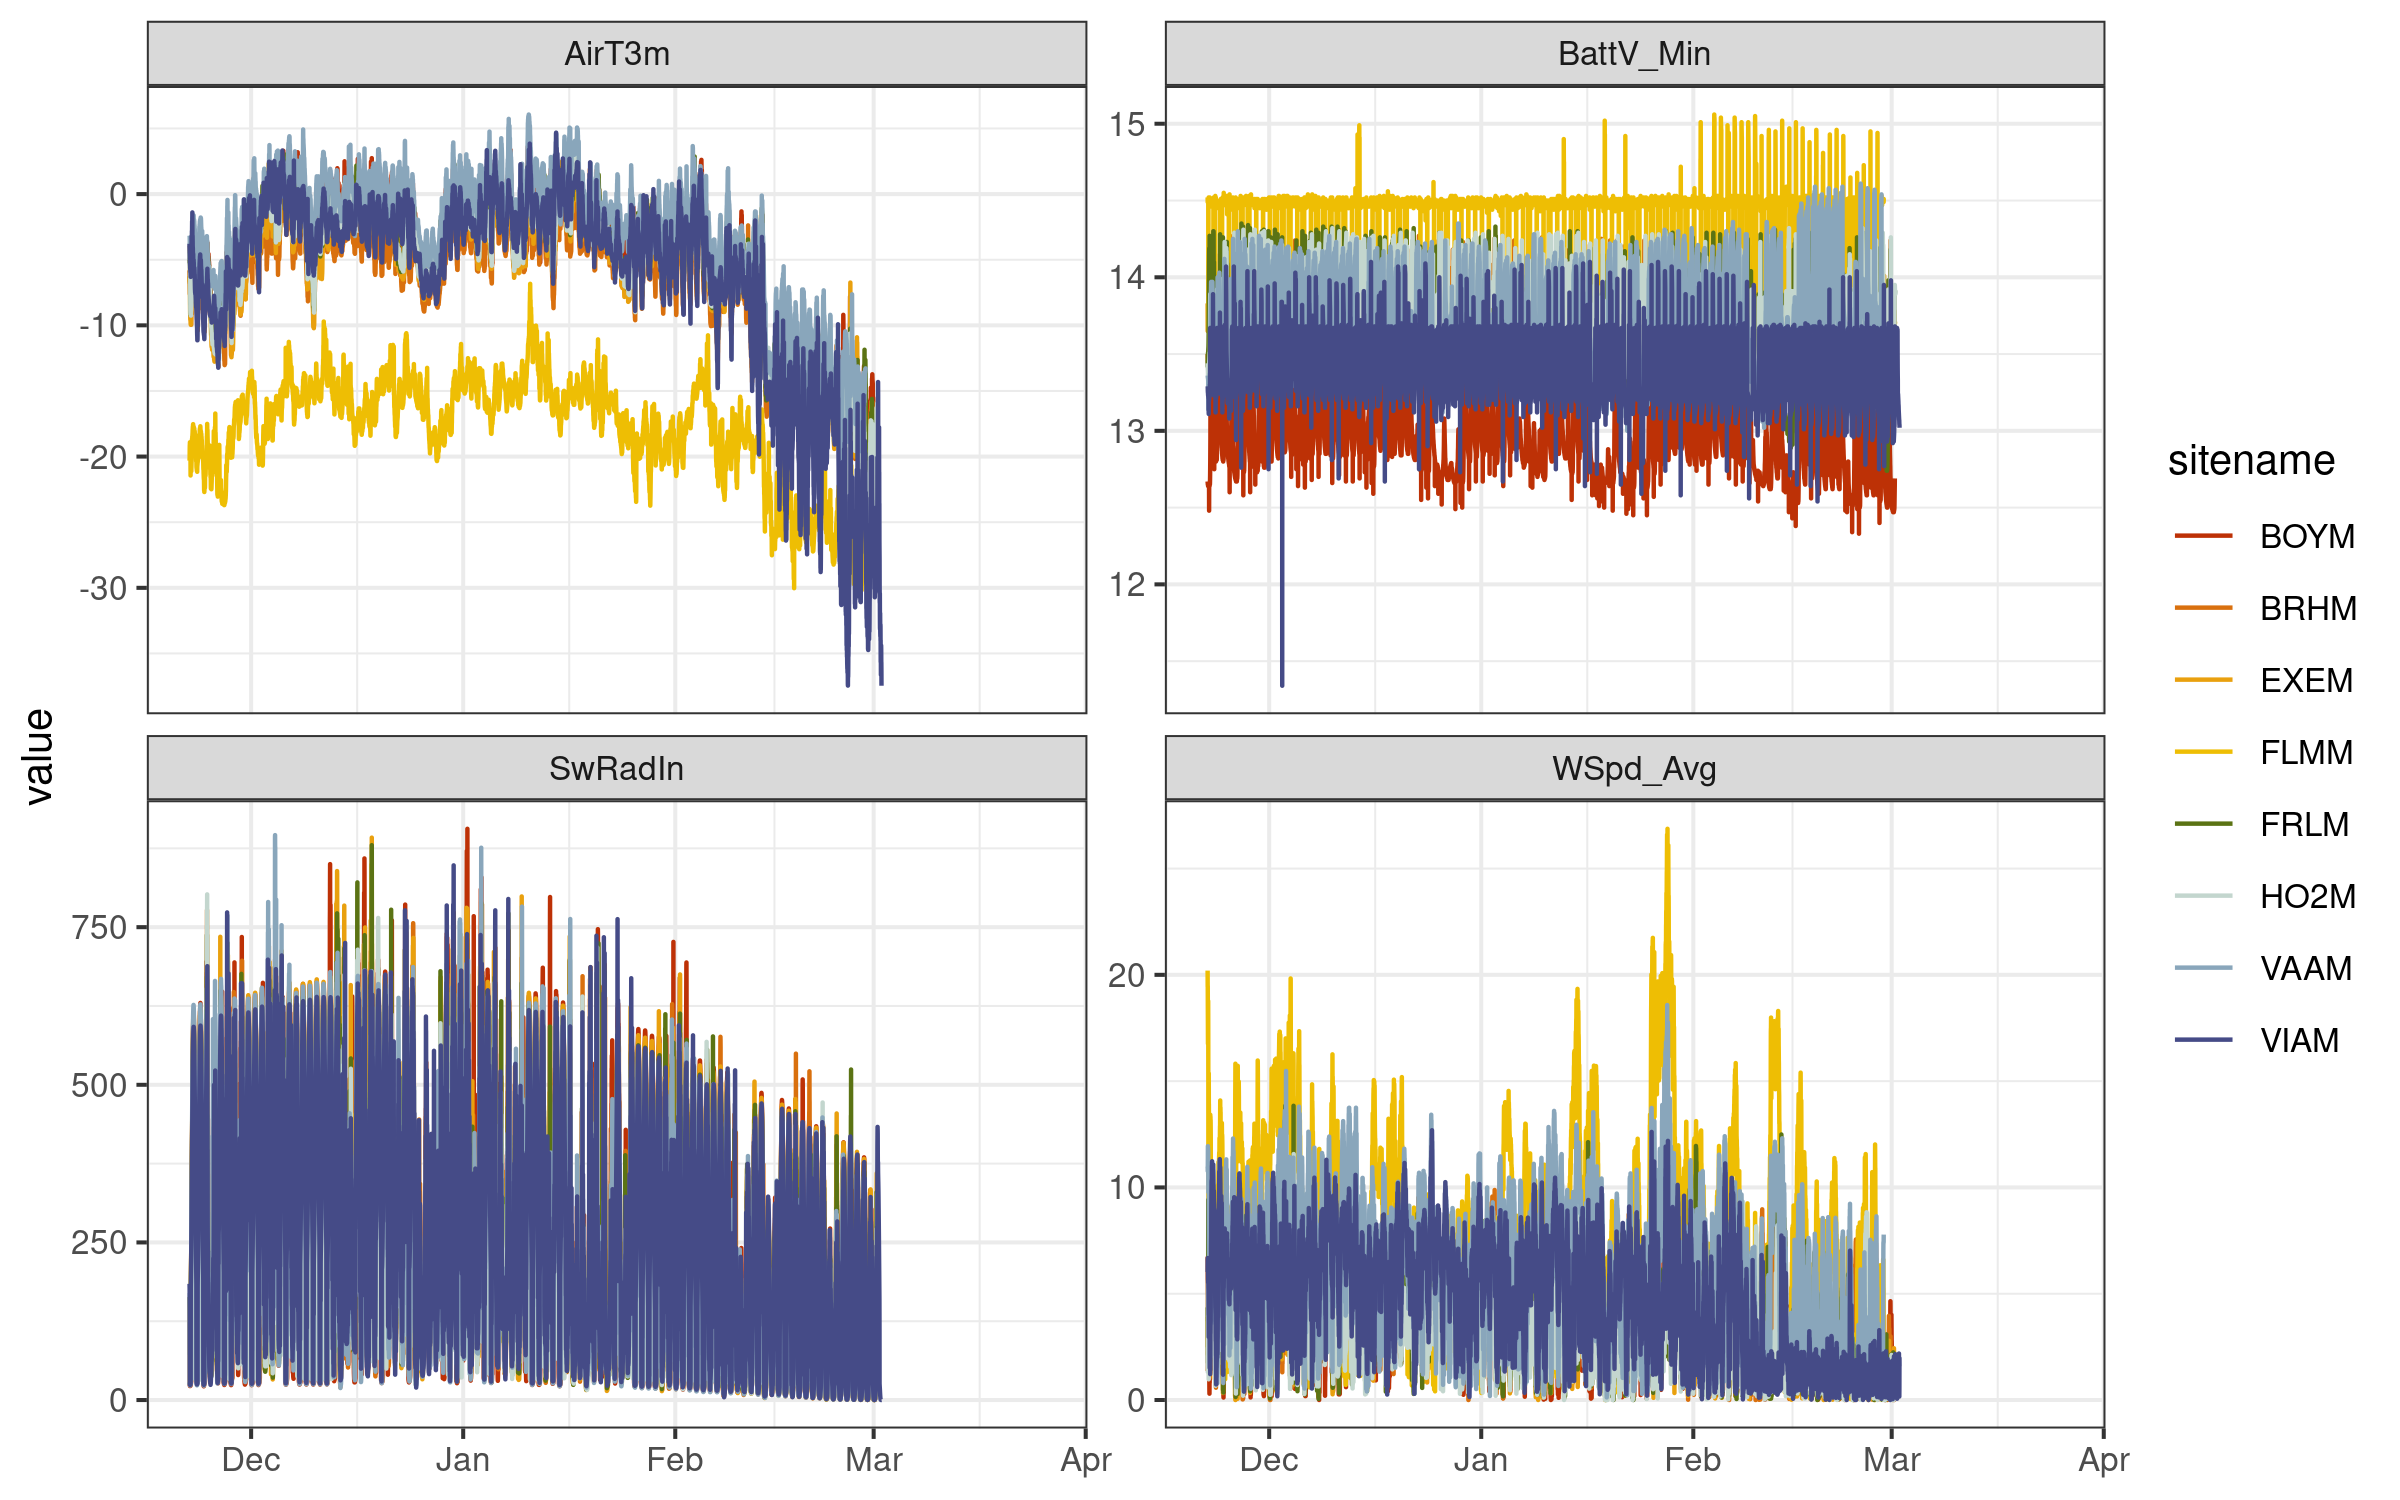 AirT3m
BattV_Min
0
-10
-20
-30
15
14
13
12
value
SwRadIn
WSpd_Avg
750
500
250
0
20
10
0
Dec Jan Feb Mar Apr
Dec Jan Feb Mar Apr
sitename
BOYM
BRHM
EXEM
FLMM
FRLM
HO2M
VAAM
VIAM